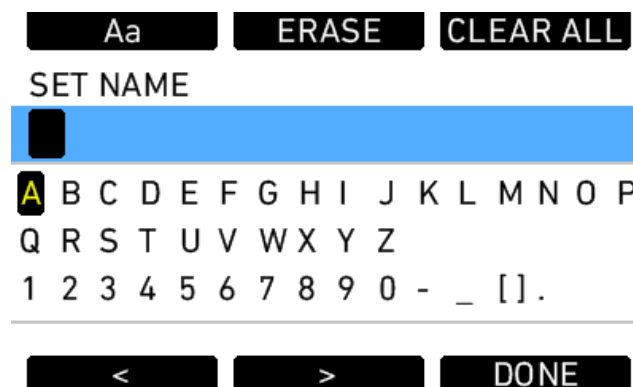 Aa ERASE CLEAR ALL
SET NAME
A B C D E F G H I J K L M N O P
Q R S T U V W X Y Z
1 2 3 4 5 6 7 8 9 0 - _ [ ] .
< > DONE